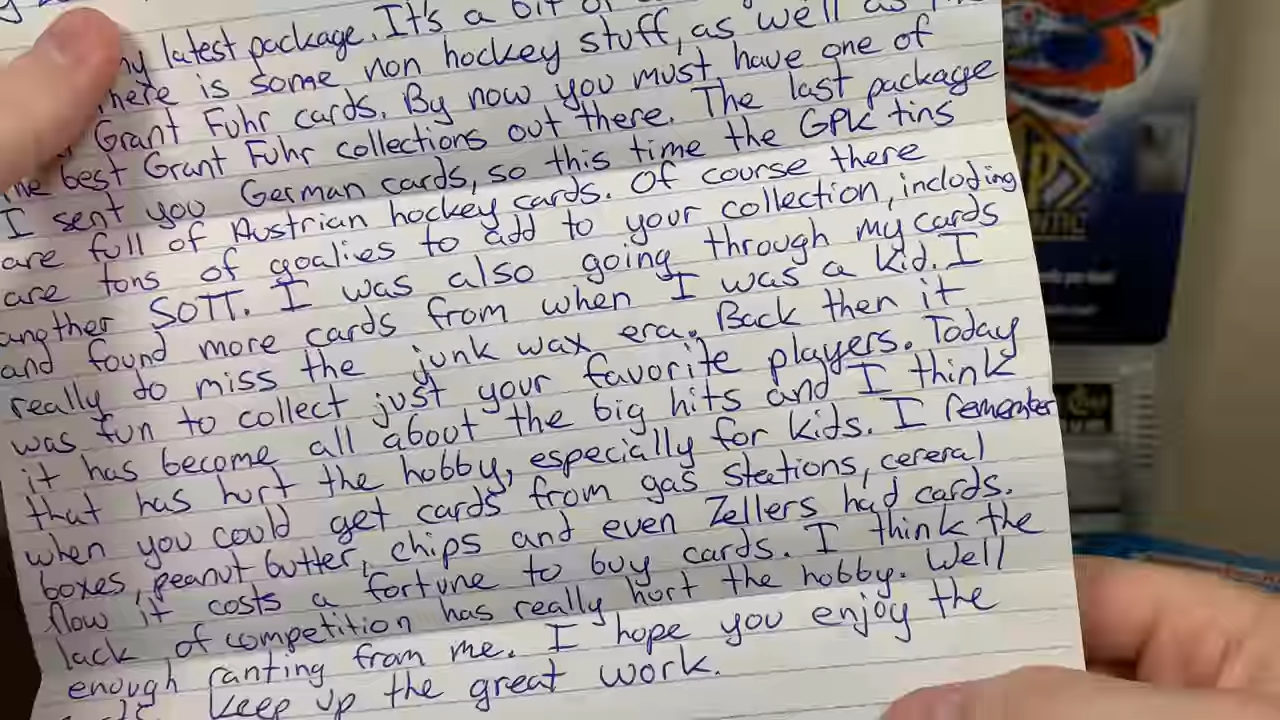 my latest package. It's a bit of
There is some non hockey stuff, as well as
Grant Fuhr cards. By now you must have one of
the best Grant Fuhr collections out there. The last package
I sent you German cards, so this time the GPK tins
are full of Austrian hockey cards. Of course there
are tons of goalies to add to your collection, including
another SOTT. I was also going through my cards
and found more cards from when I was a kid. I
really do miss the junk wax era. Back then it
was fun to collect just your favorite players. Today
it has become all about the big hits and I think
that has hurt the hobby, especially for kids. I remember
when you could get cards from gas stations, cereral
boxes, peanut butter, chips and even Zellers had cards.
Now it costs a fortune to buy cards. I think the
lack of competition has really hurt the hobby. Well
enough ranting from me. I hope you enjoy the
Keep up the great work.